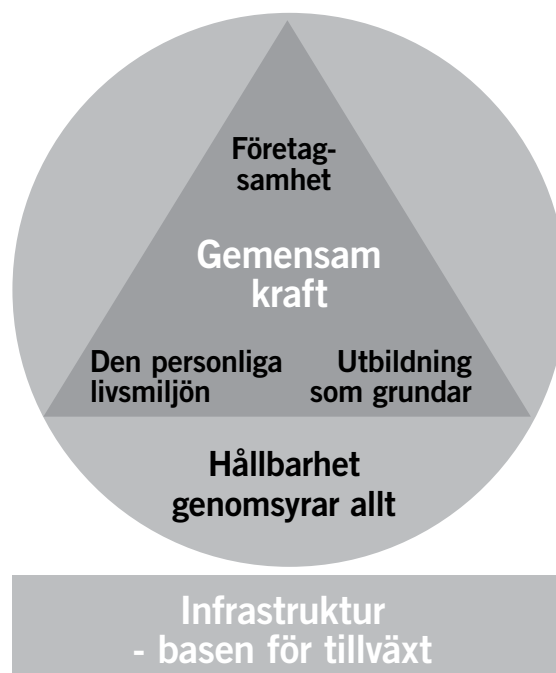 Företag-
samhet
Gemensam
kraft
Den personliga
livsmiljön
Utbildning
som grundar
Hållbarhet
genomsyrar allt
Infrastruktur
- basen för tillväxt